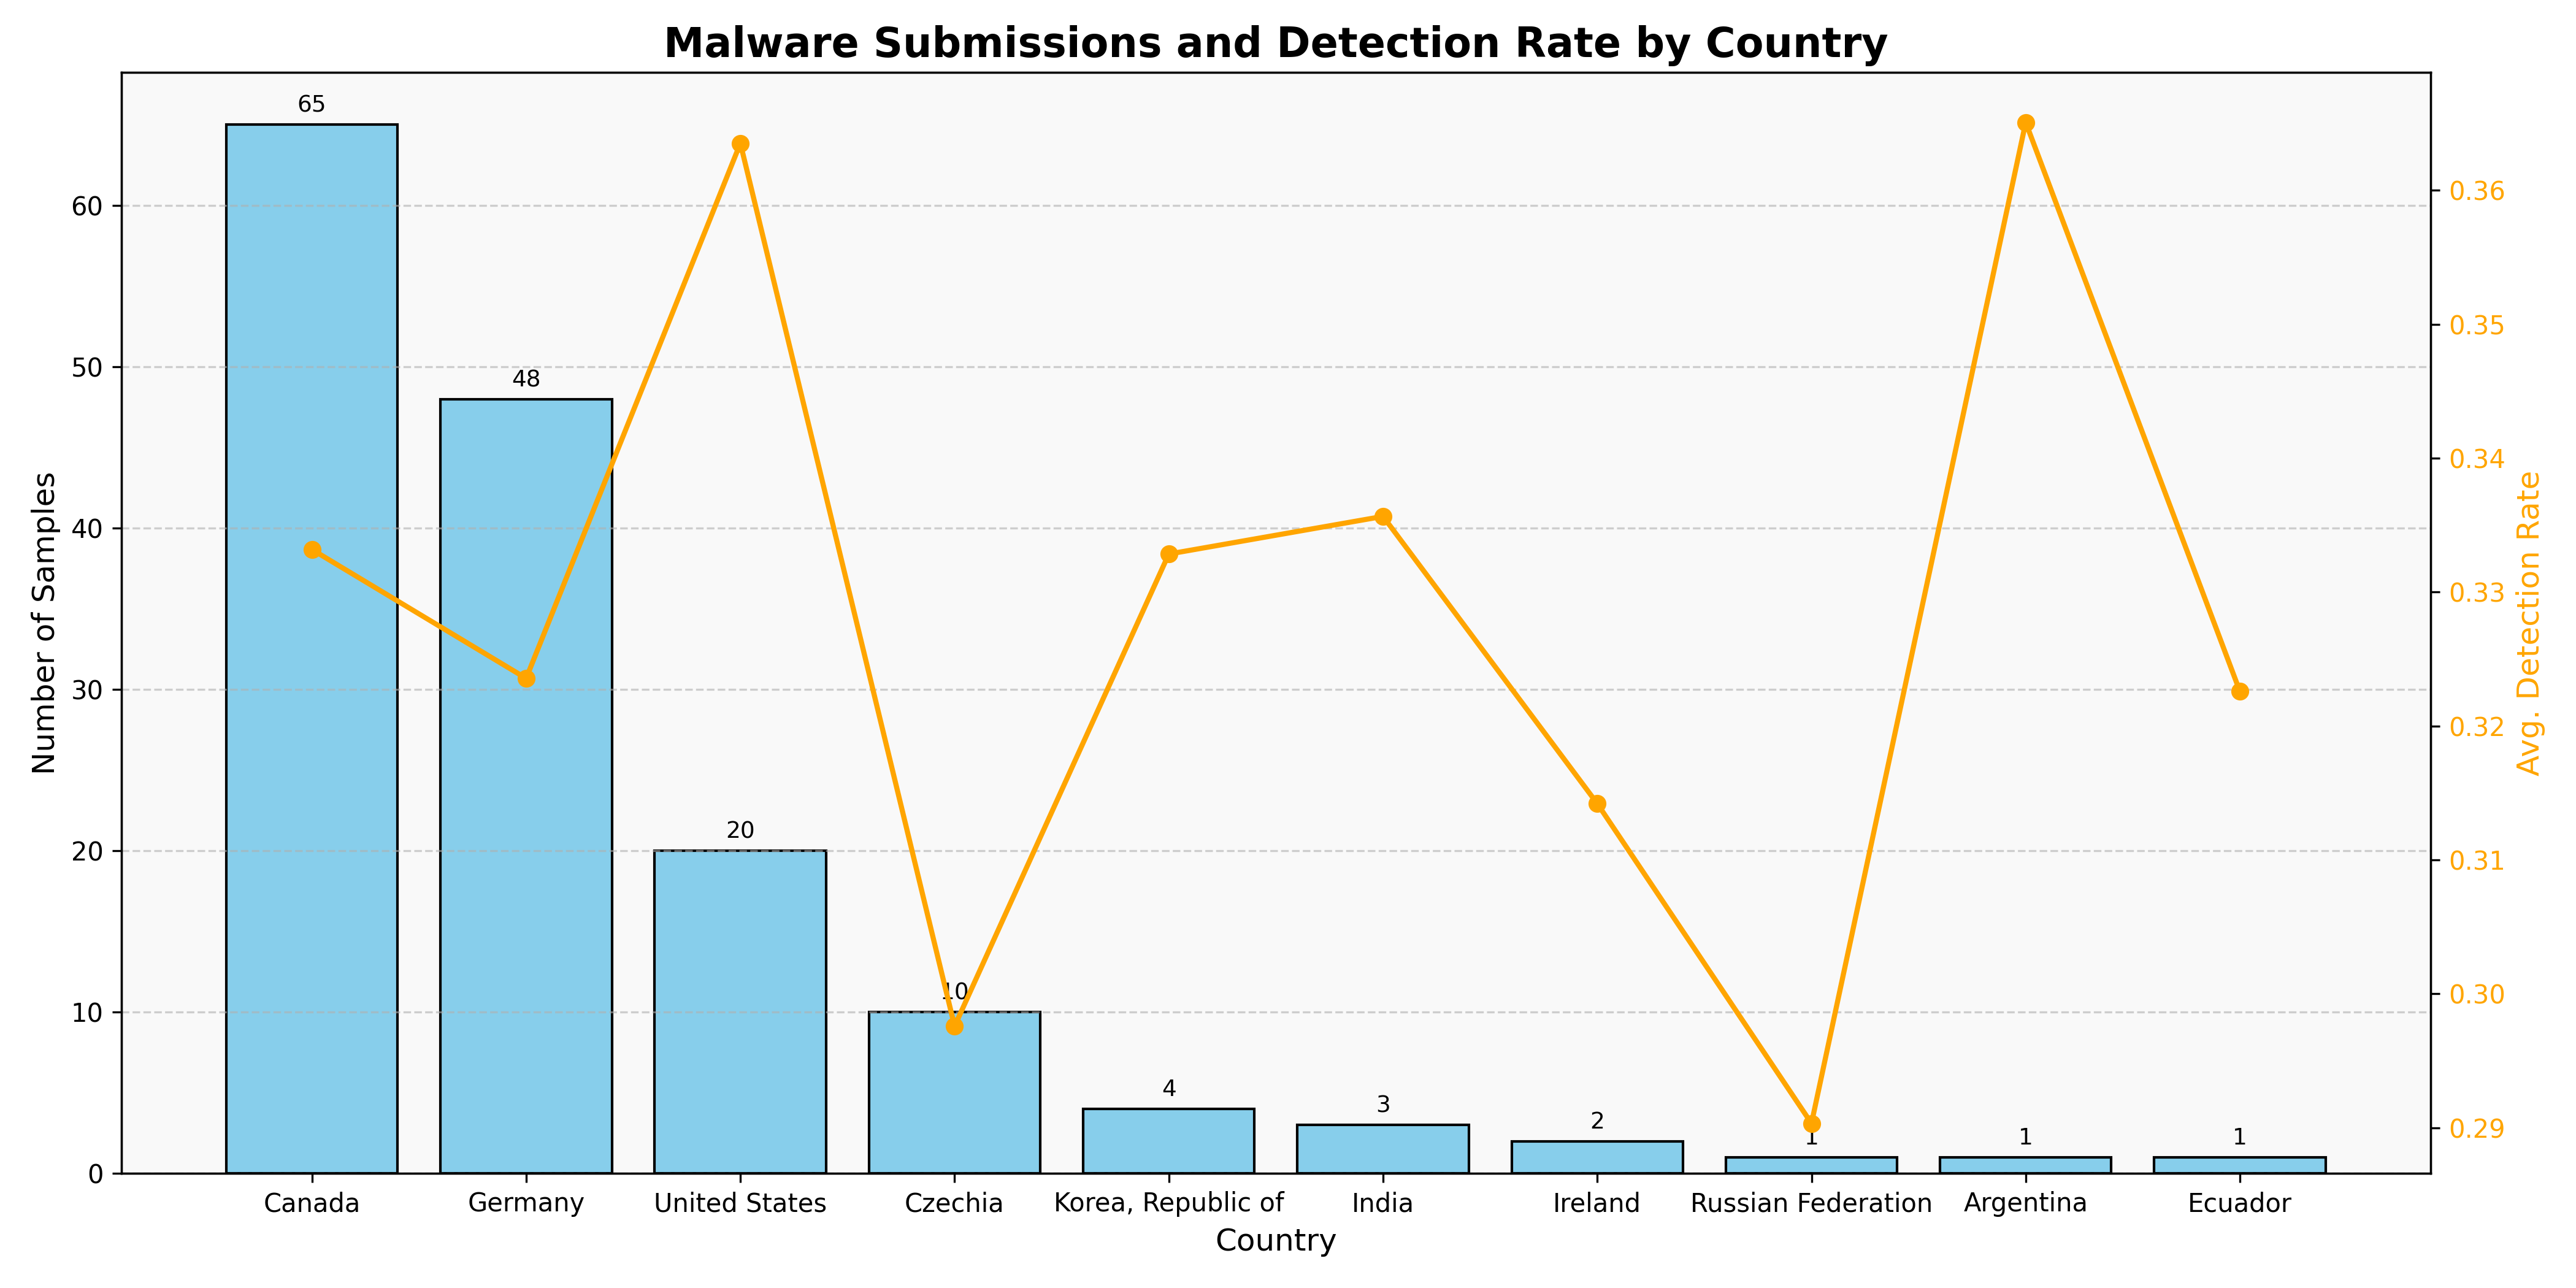 Malware Submissions and Detection Rate by Country
Number of Samples
60
50
40
30
20
10
0
65
48
20
10
4
3
2
1
1
1
0.36
0.35
0.34
0.33
0.32
0.31
0.30
0.29
Avg. Detection Rate
Canada
Germany
United States
Czechia
Korea, Republic of
India
Ireland
Russian Federation
Argentina
Ecuador
Country